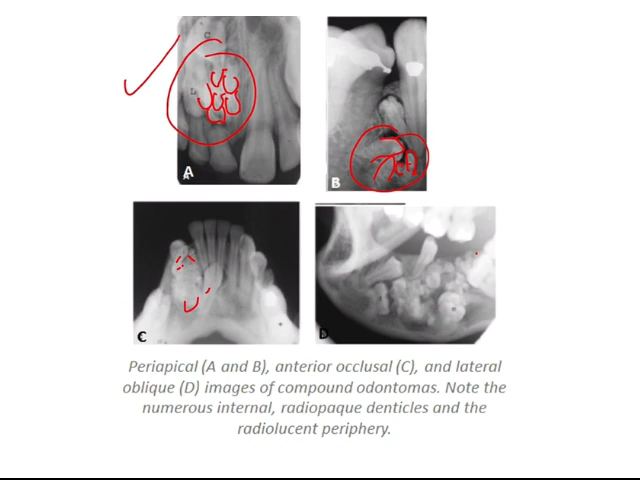 C
L
A
A
B
C
D
Periapical (A and B), anterior occlusal (C), and lateral
oblique (D) images of compound odontomas. Note the
numerous internal, radiopaque denticles and the
radiolucent periphery.